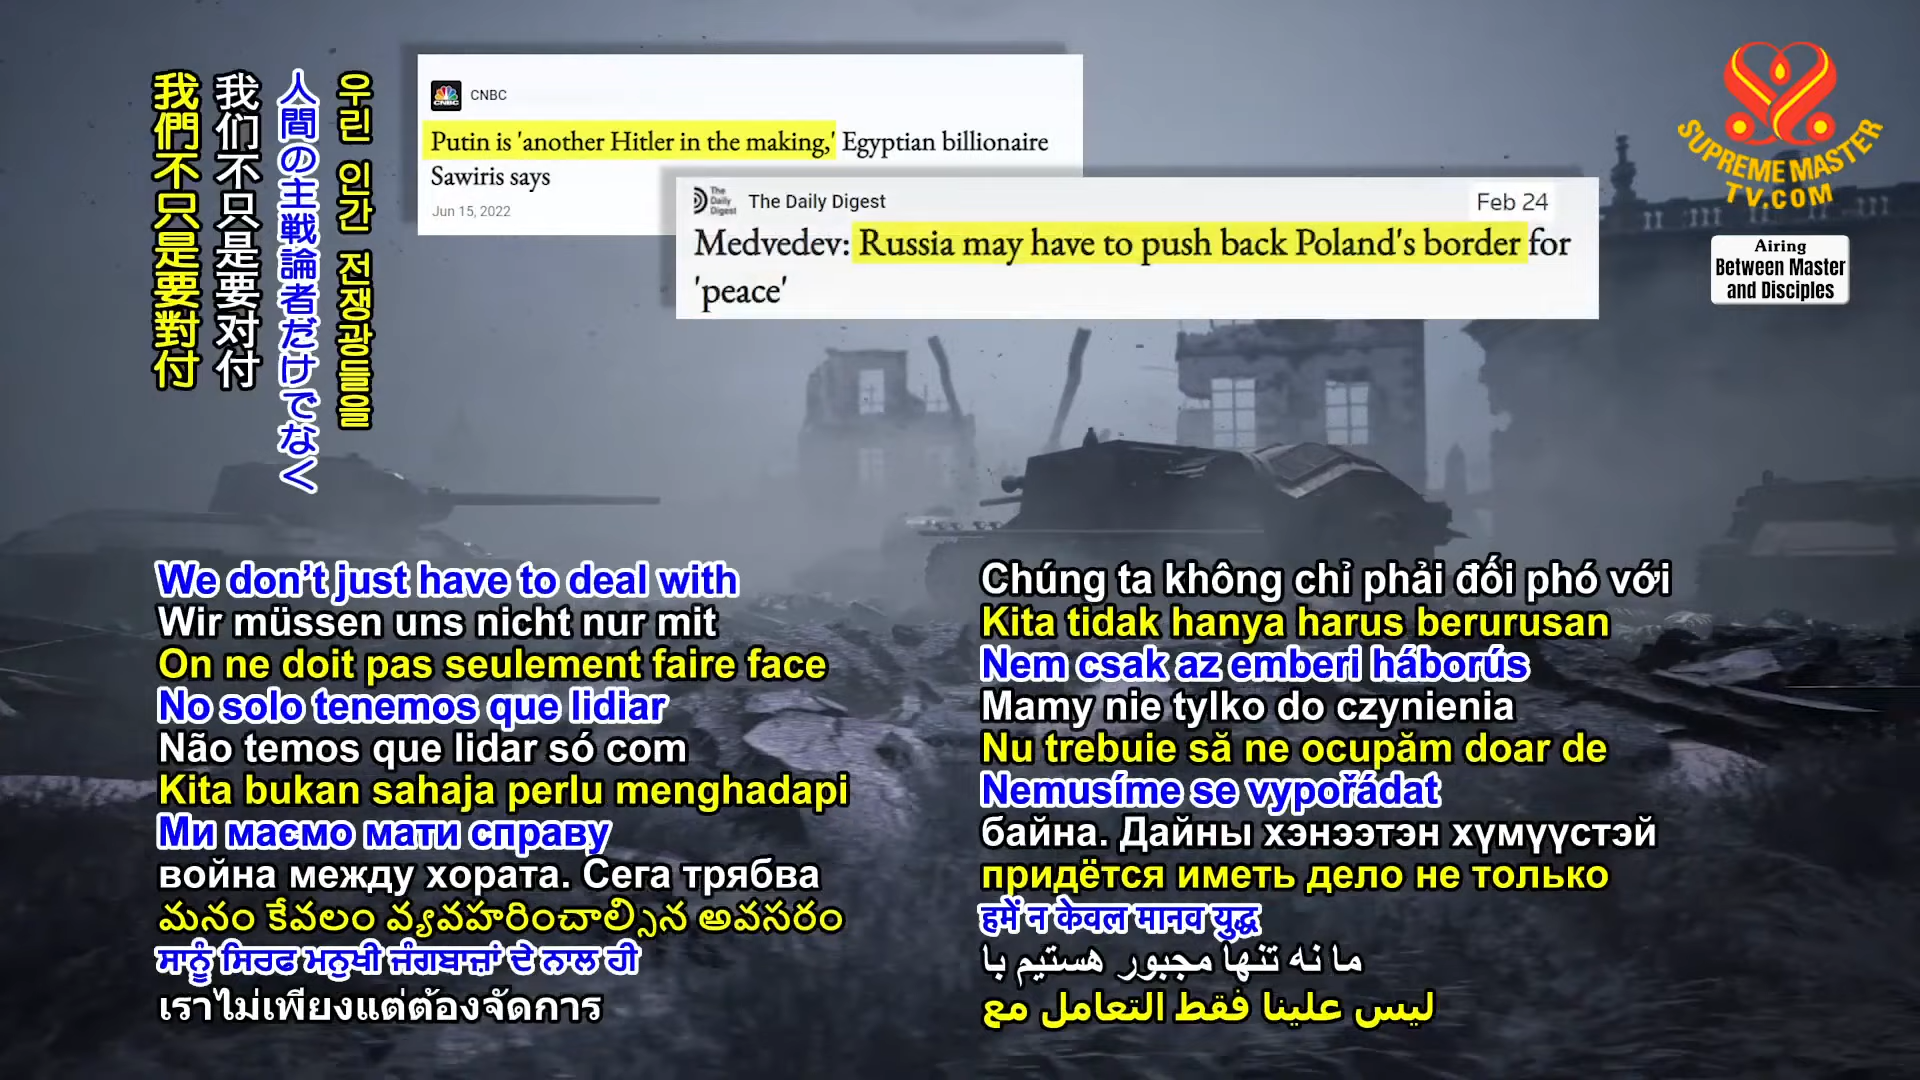 我們不只是要對付
我们不只是要对付
人間の主戦論者だけでなく
우린 인간 전쟁광들을
CNBC
Putin is 'another Hitler in the making,' Egyptian billionaire
Sawiris says
Jun 15, 2022
The Daily Digest
The Daily Digest
Feb 24
Medvedev: Russia may have to push back Poland's border for
'peace'
SUPREME MASTER
TV.COM
Airing
Between Master
and Disciples
We don't just have to deal with
Wir müssen uns nicht nur mit
On ne doit pas seulement faire face
No solo tenemos que lidiar
Não temos que lidar só com
Kita bukan sahaja perlu menghadapi
Ми маємо мати справу
война между хората. Сега трябва
మనం కేవలం వ్యవహరించాల్సిన అవసరం
ਸਾਨੂੰ ਸਿਰਫ ਮਨੁਖੀ ਜੰਗਬਾਜ਼ਾਂ ਦੇ ਨਾਲ ਹੀ
เราไม่เพียงแต่ต้องจัดการ
Chúng ta không chỉ phải đối phó với
Kita tidak hanya harus berurusan
Nem csak az emberi háborús
Mamy nie tylko do czynienia
Nu trebuie să ne ocupăm doar de
Nemusíme se vypořádat
байна. Дайны хэнээтэн хүмүүстэй
придётся иметь дело не только
हमें न केवल मानव युद्ध
ما نه تنها مجبور هستیم با
ليس علينا فقط التعامل مع